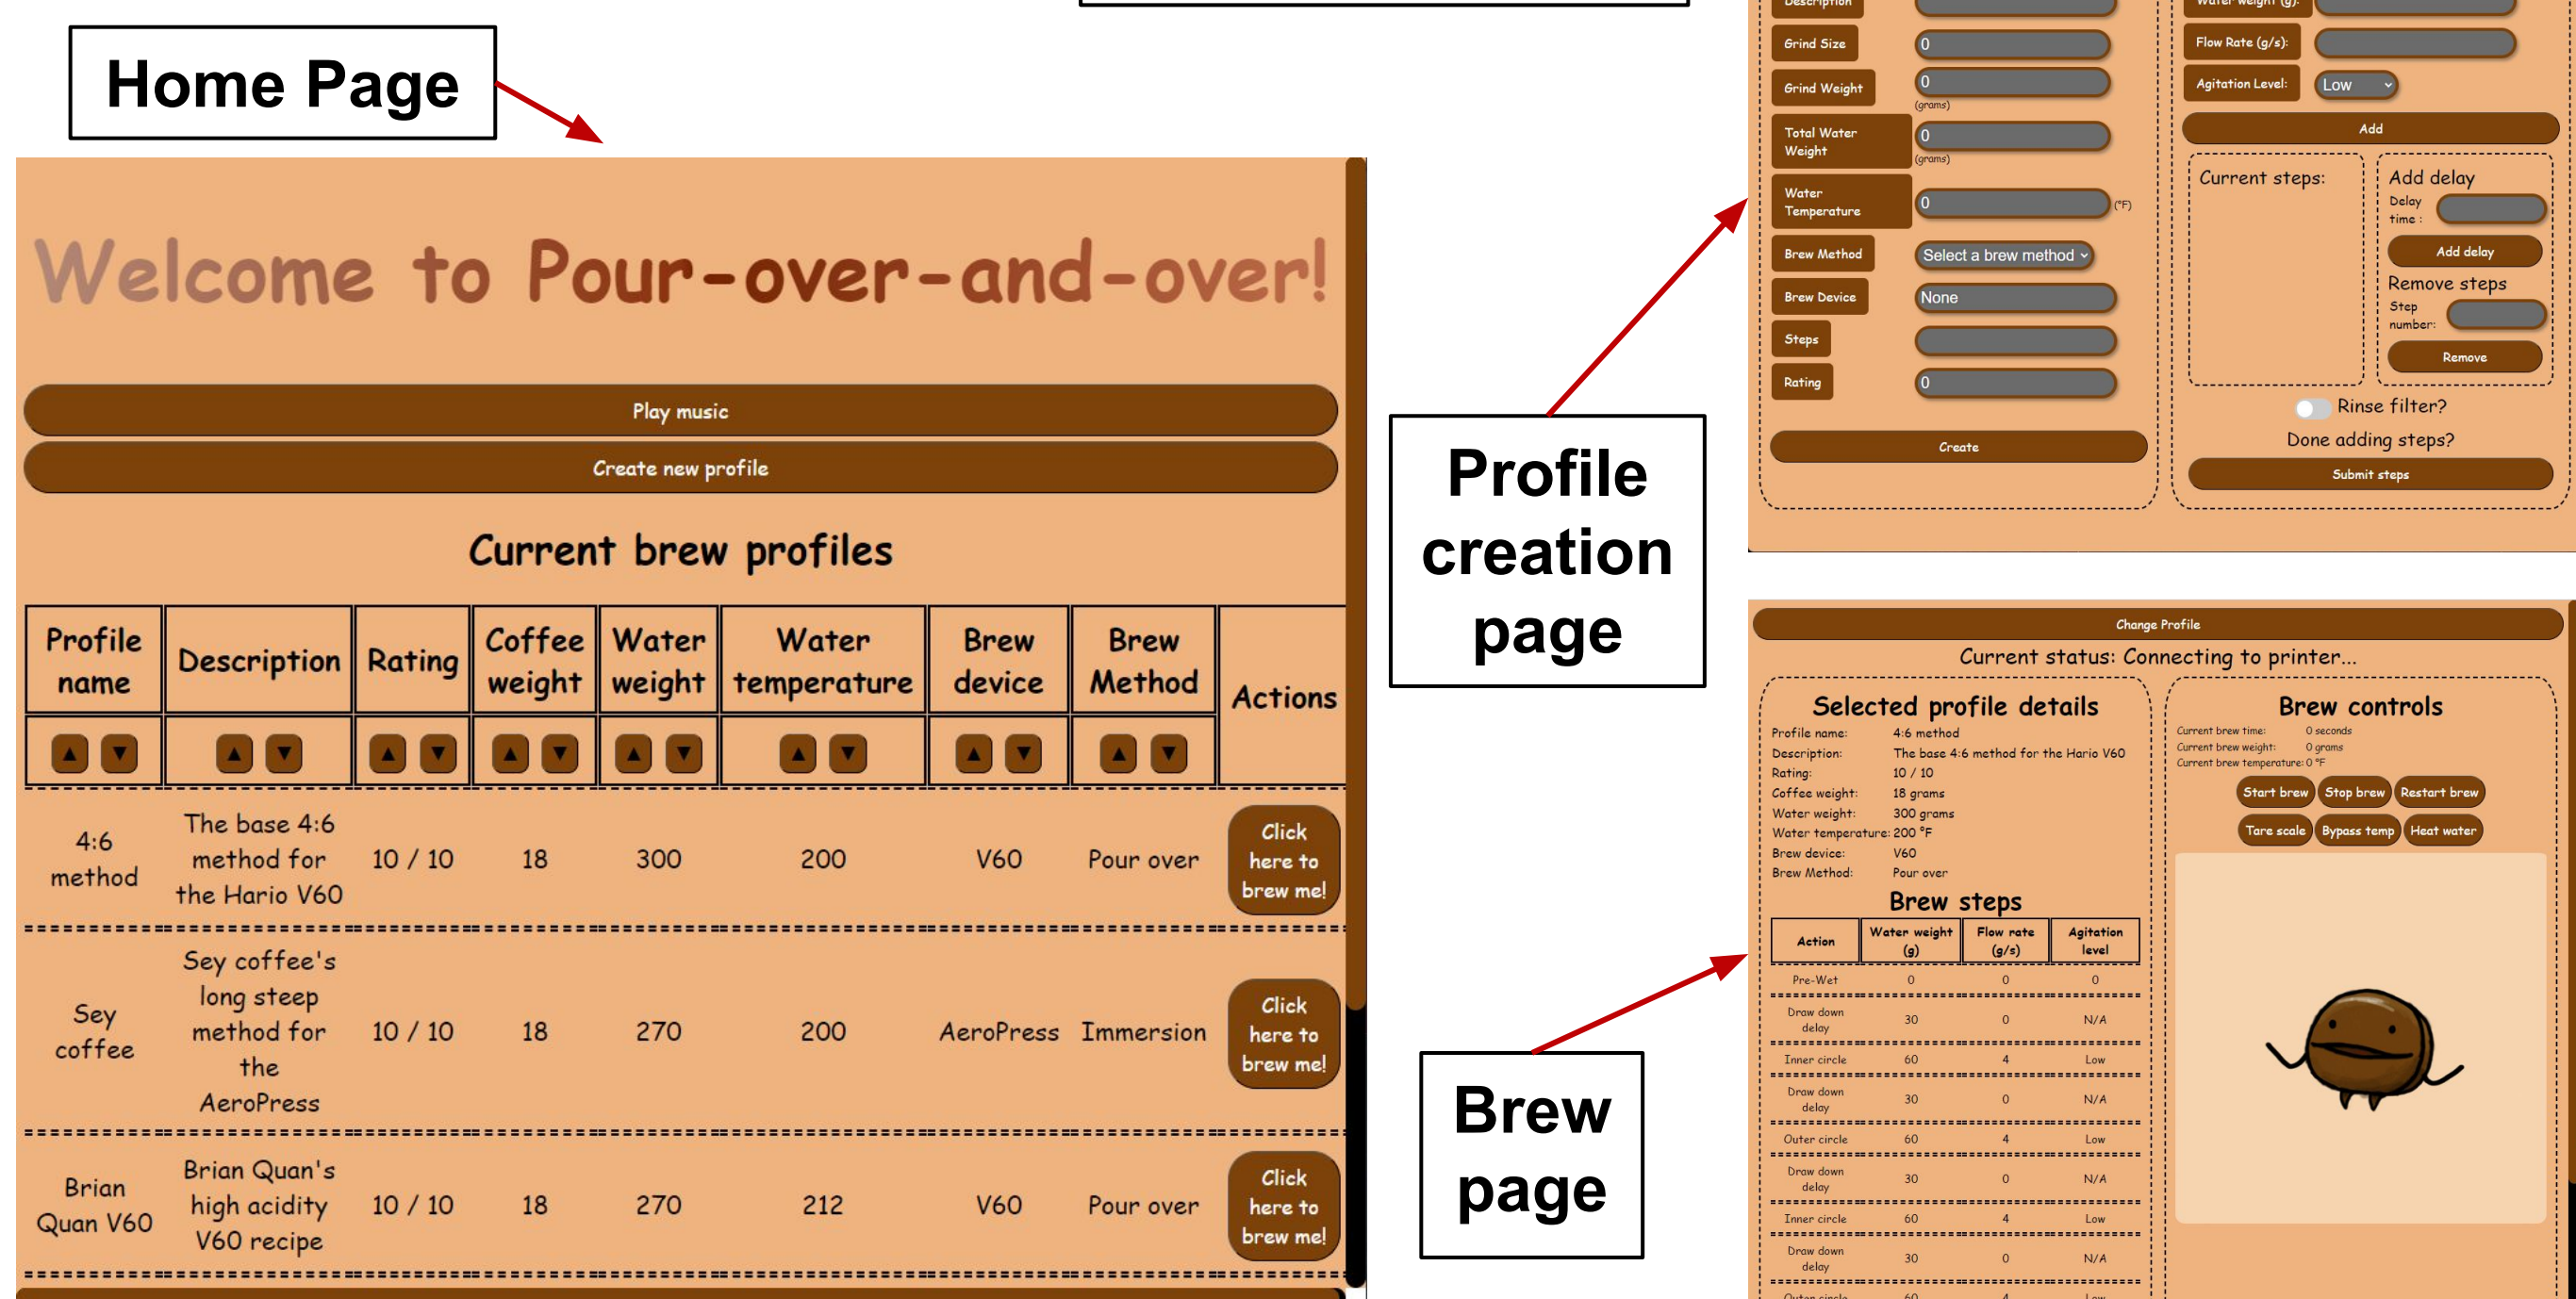 Home Page
Welcome to Pour-over-and-over!
Play music
Create new profile
Current brew profiles
Profile name Description Rating Coffee weight Water weight Water temperature Brew device Brew Method Actions
▲ ▼ ▲ ▼ ▲ ▼ ▲ ▼ ▲ ▼ ▲ ▼ ▲ ▼ ▲ ▼
4:6 method The base 4:6 method for the Hario V60 10 / 10 18 300 200 V60 Pour over Click here to brew me!
Sey coffee Sey coffee's long steep method for the AeroPress 10 / 10 18 270 200 AeroPress Immersion Click here to brew me!
Brian Quan V60 Brian Quan's high acidity V60 recipe 10 / 10 18 270 212 V60 Pour over Click here to brew me!
Profile
creation
page
Description
Grind Size 0
Grind Weight 0
(grams)
Total Water Weight 0
(grams)
Water Temperature 0 (°F)
Brew Method Select a brew method
Brew Device None
Steps
Rating 0
Create
Water weight (g):
Flow Rate (g/s):
Agitation Level: Low
Add
Current steps:
Add delay
Delay time :
Add delay
Remove steps
Step number:
Remove
Rinse filter?
Done adding steps?
Submit steps
Brew
page
Change Profile
Current status: Connecting to printer...
Selected profile details
Profile name: 4:6 method
Description: The base 4:6 method for the Hario V60
Rating: 10 / 10
Coffee weight: 18 grams
Water weight: 300 grams
Water temperature: 200 °F
Brew device: V60
Brew Method: Pour over
Brew steps
Action Water weight (g) Flow rate (g/s) Agitation level
Pre-Wet 0 0 0
Draw down delay 30 0 N/A
Inner circle 60 4 Low
Draw down delay 30 0 N/A
Outer circle 60 4 Low
Draw down delay 30 0 N/A
Inner circle 60 4 Low
Draw down delay 30 0 N/A
Outer circle 60 4 Low
Brew controls
Current brew time: 0 seconds
Current brew weight: 0 grams
Current brew temperature: 0 °F
Start brew Stop brew Restart brew
Tare scale Bypass temp Heat water